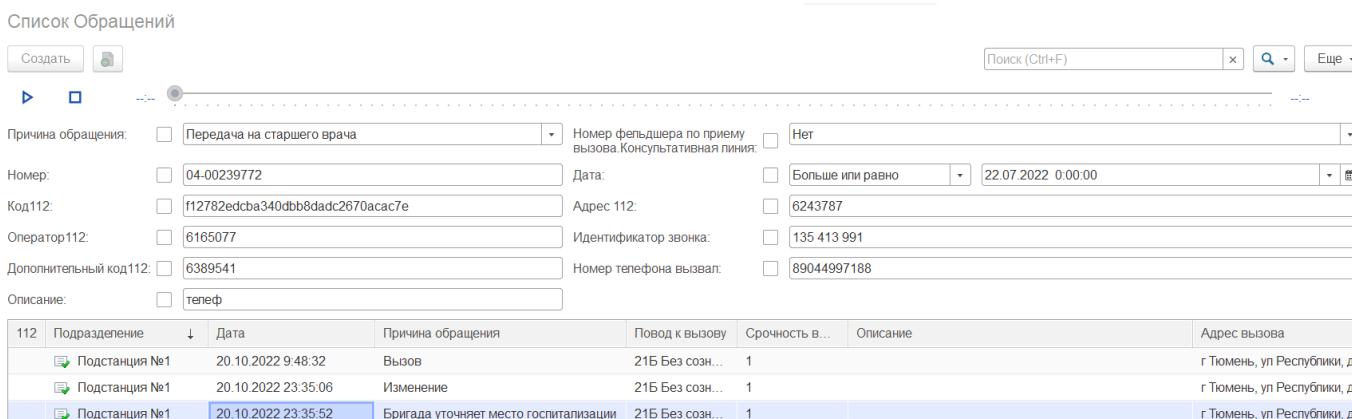 Список Обращений
Создать Поиск (Ctrl+F) × Еще
--:-- --:--
Причина обращения: Передача на старшего врача Номер фельдшера по приему вызова.Консультативная линия: Нет
Номер: 04-00239772 Дата: Больше или равно 22.07.2022 0:00:00
Код112: f12782edcba340dbb8dadc2670acac7e Адрес 112: 6243787
Оператор112: 6165077 Идентификатор звонка: 135 413 991
Дополнительный код112: 6389541 Номер телефона вызвал: 89044997188
Описание: телеф
112 Подразделение ↓ Дата Причина обращения Повод к вызову Срочность в... Описание Адрес вызова
Подстанция №1 20.10.2022 9:48:32 Вызов 21Б Без созн... 1 г Тюмень, ул Республики, д
Подстанция №1 20.10.2022 23:35:06 Изменение 21Б Без созн... 1 г Тюмень, ул Республики, д
Подстанция №1 20.10.2022 23:35:52 Бригада уточняет место госпитализации 21Б Без созн... 1 г Тюмень, ул Республики, д